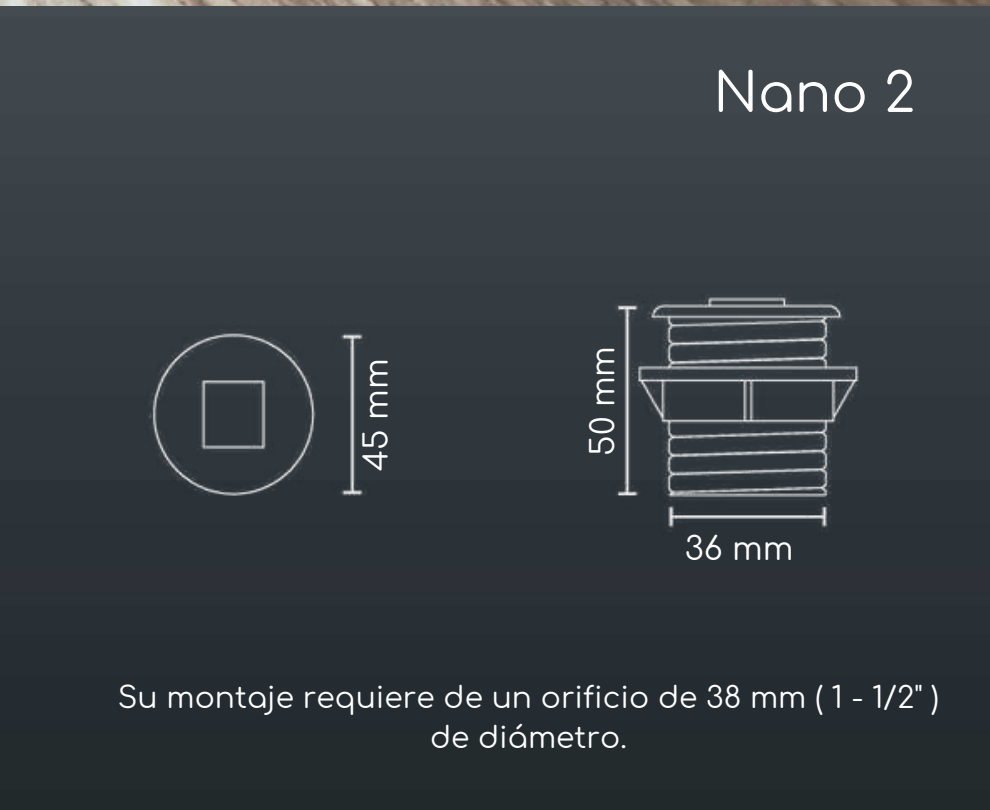 Nano 2
45 mm
50 mm
36 mm
Su montaje requiere de un orificio de 38 mm ( 1 - 1/2" )
de diámetro.